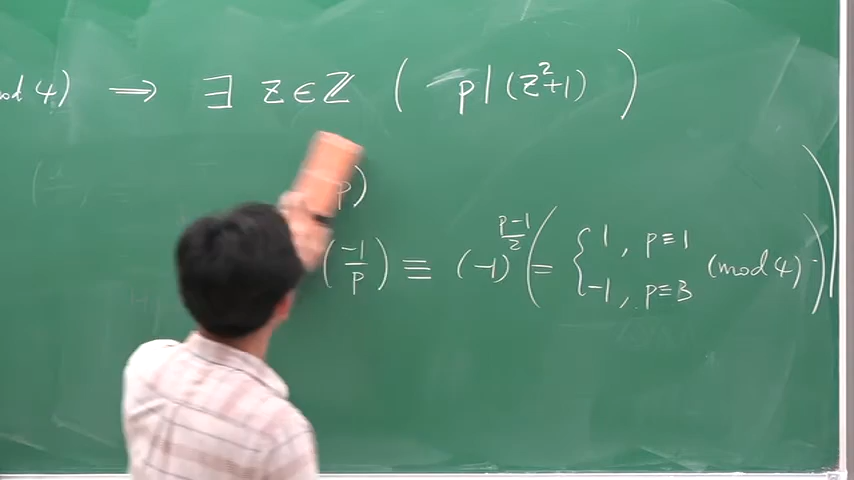 od 4) ⟹ ∃ z∈ℤ ( p|(z²+1) )
p)
(-1/p) ≡ (-1)^{(p-1)/2} ( = { 1, p≡1
-1, p≡3 (mod 4) ))